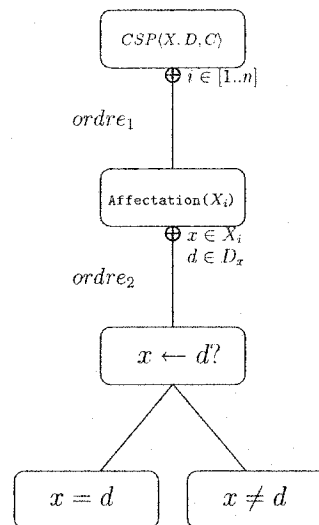 CSP(X.D,C)
⊕ i ∈ [1..n]
ordre₁
Affectation(Xᵢ)
⊕ x ∈ Xᵢ
d ∈ Dₓ
ordre₂
x ← d?
x = d
x ≠ d